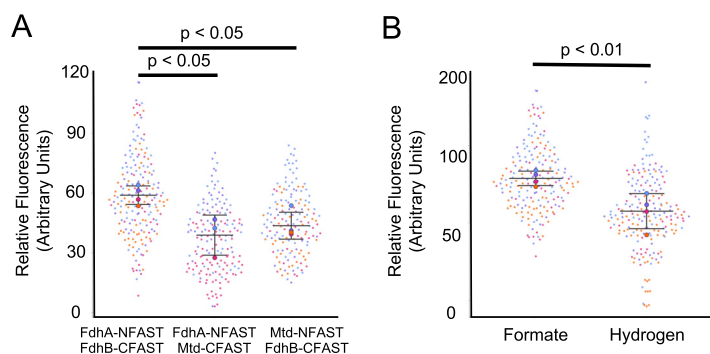 A
p < 0.05
p < 0.05
Relative Fluorescence
(Arbitrary Units)
120
90
60
30
0
FdhA-NFAST
FdhB-CFAST
FdhA-NFAST
Mtd-CFAST
Mtd-NFAST
FdhB-CFAST
B
p < 0.01
Relative Fluorescence
(Arbitrary Units)
200
100
50
0
Formate
Hydrogen